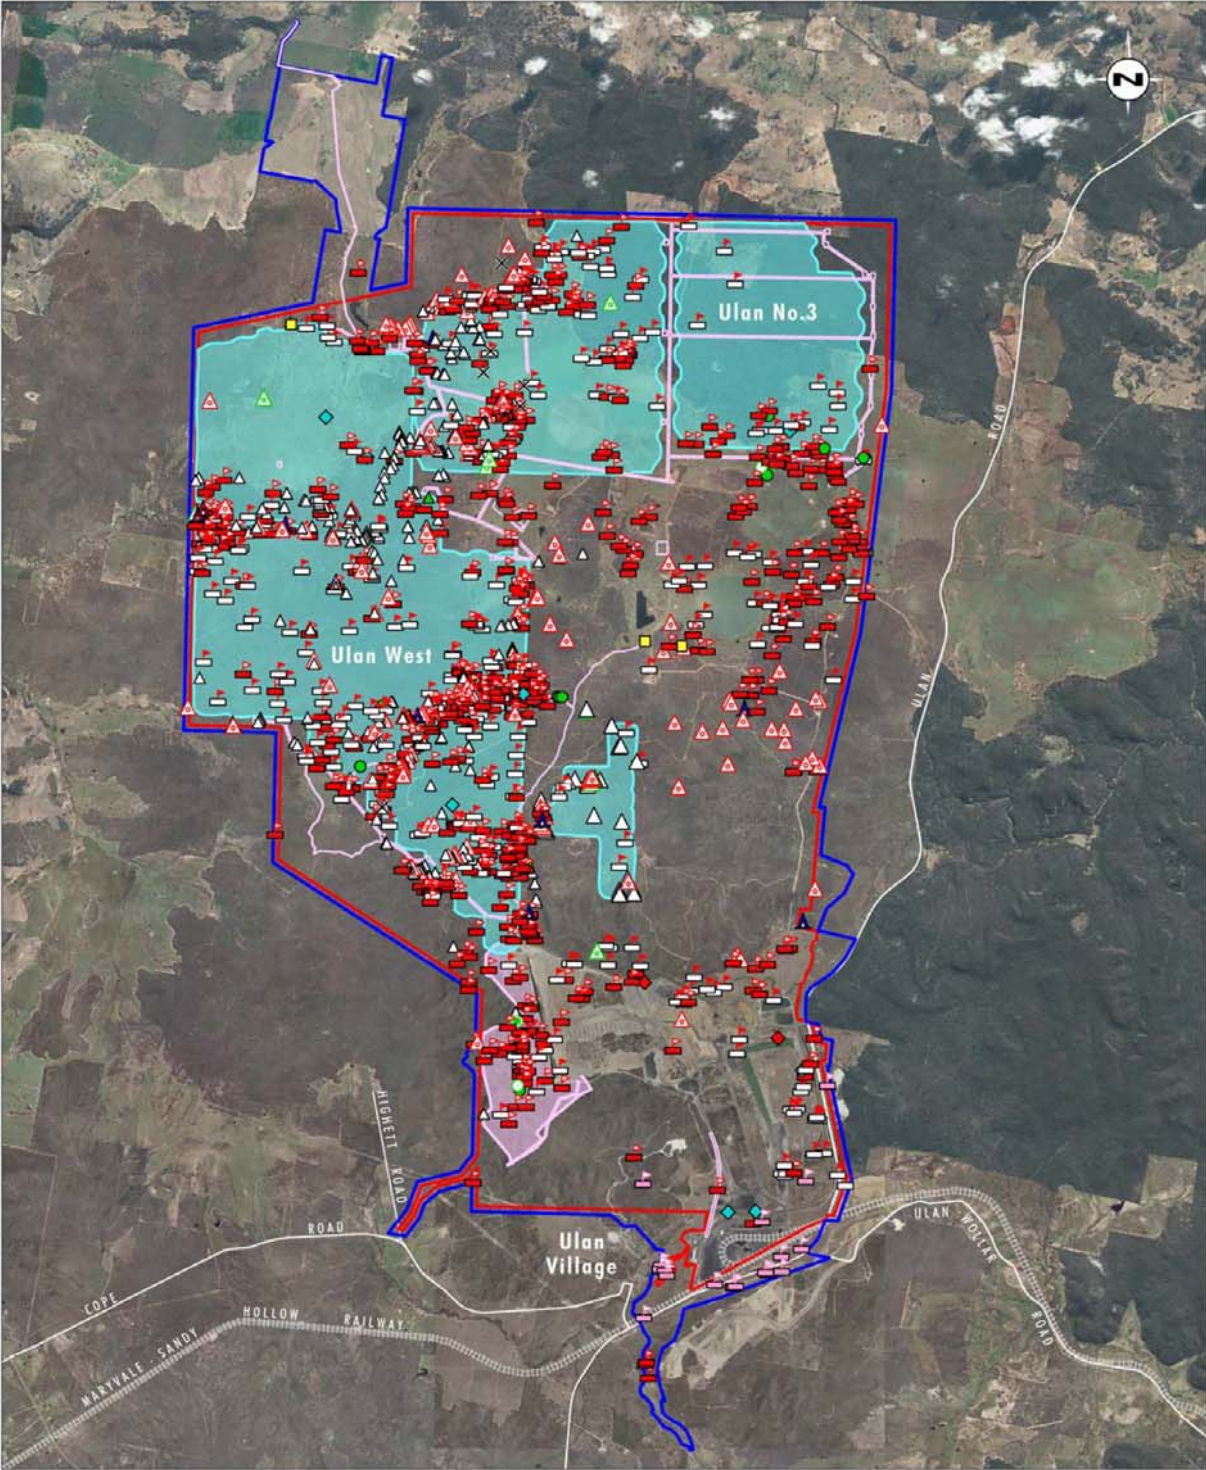 N
Ulan No.3
ROAD
Ulan West
ULAN
HIGHETT ROAD
ROAD
COPE
Ulan
Village
ULAN WOLLAR
ROAD
MARYVALE - SANDY
HOLLOW
RAILWAY